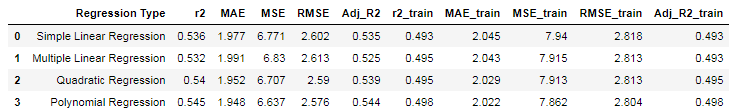 Regression Type r2 MAE MSE RMSE Adj_R2 r2_train MAE_train MSE_train RMSE_train Adj_R2_train
0 Simple Linear Regression 0.536 1.977 6.771 2.602 0.535 0.493 2.045 7.94 2.818 0.493
1 Multiple Linear Regression 0.532 1.991 6.83 2.613 0.525 0.495 2.043 7.915 2.813 0.493
2 Quadratic Regression 0.54 1.952 6.707 2.59 0.539 0.495 2.029 7.913 2.813 0.495
3 Polynomial Regression 0.545 1.948 6.637 2.576 0.544 0.498 2.022 7.862 2.804 0.498